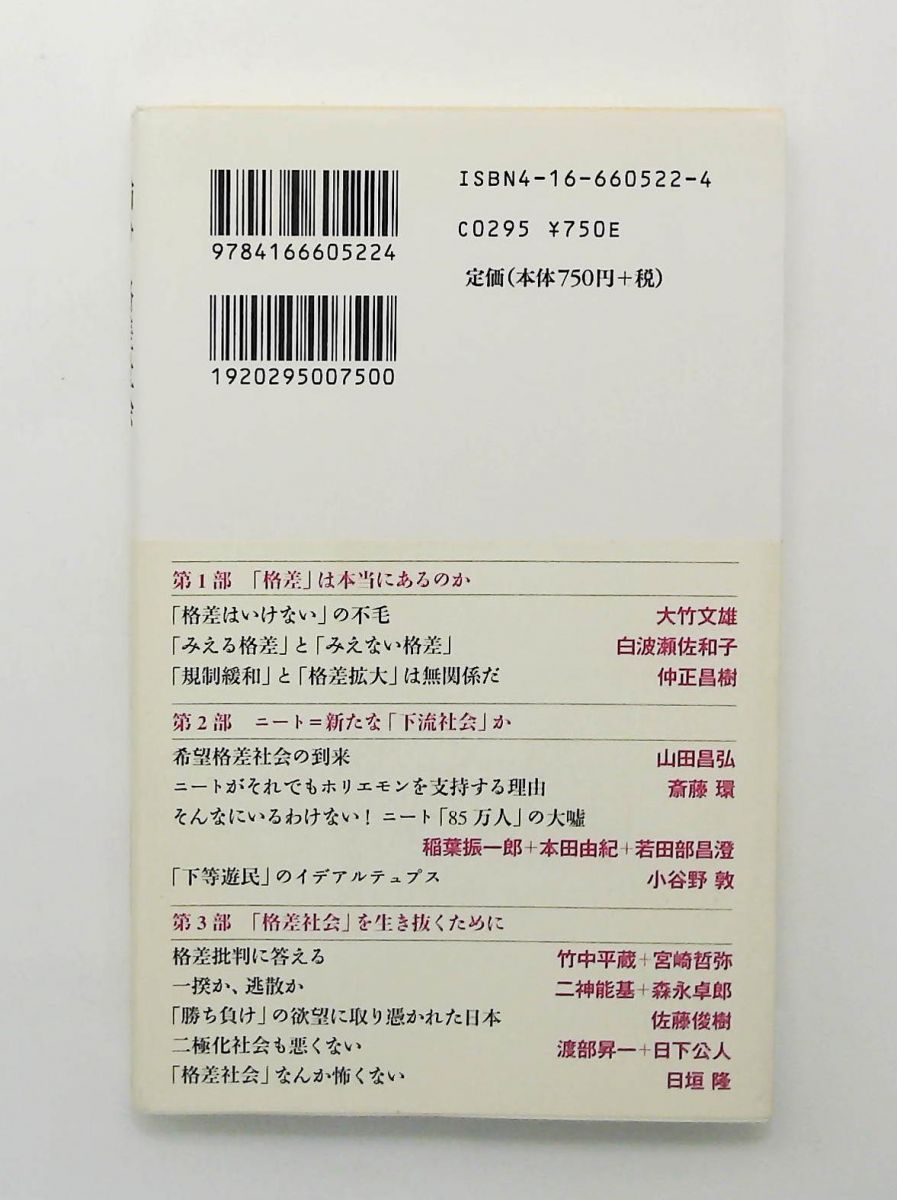 ISBN4-16-660522-4
C0295 ¥750E
定価(本体750円+税)
9784166605224
1920295007500
第1部 「格差」は本当にあるのか
「格差はいけない」の不毛 大竹文雄
「みえる格差」と「みえない格差」 白波瀬佐和子
「規制緩和」と「格差拡大」は無関係だ 仲正昌樹
第2部 ニート=新たな「下流社会」か
希望格差社会の到来 山田昌弘
ニートがそれでもホリエモンを支持する理由 斎藤 環
そんなにいるわけない! ニート「85万人」の大嘘
稲葉振一郎+本田由紀+若田部昌澄
「下等遊民」のイデアルテュプス 小谷野 敦
第3部 「格差社会」を生き抜くために
格差批判に答える 竹中平蔵+宮崎哲弥
一揆か、逃散か 二神能基+森永卓郎
「勝ち負け」の欲望に取り憑かれた日本 佐藤俊樹
二極化社会も悪くない 渡部昇一+日下公人
「格差社会」なんか怖くない 日垣 隆